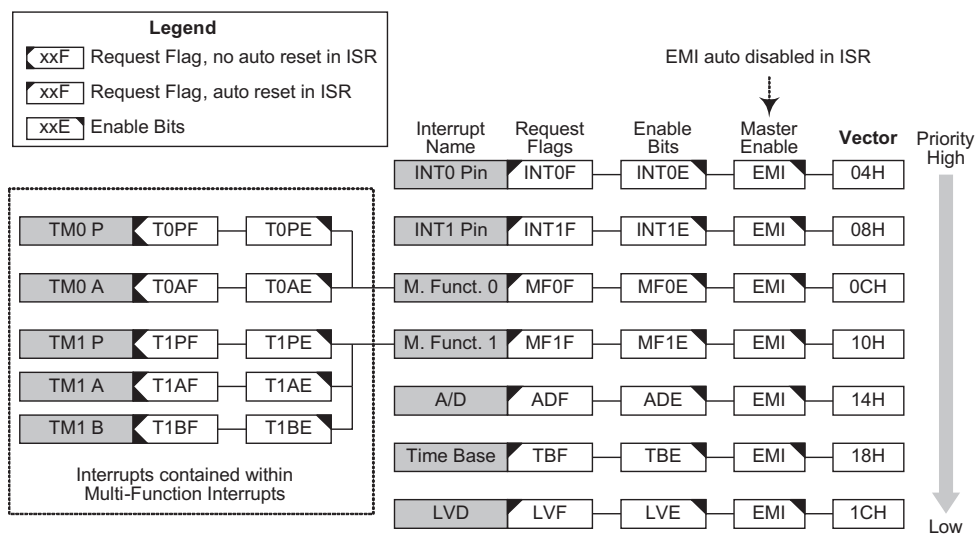 Legend
xxF Request Flag, no auto reset in ISR
xxF Request Flag, auto reset in ISR
xxE Enable Bits
EMI auto disabled in ISR
Interrupt Name
Request Flags
Enable Bits
Master Enable
Vector
Priority High
INT0 Pin INT0F INT0E EMI 04H
TM0 P T0PF T0PE
INT1 Pin INT1F INT1E EMI 08H
TM0 A T0AF T0AE
M. Funct. 0 MF0F MF0E EMI 0CH
TM1 P T1PF T1PE
M. Funct. 1 MF1F MF1E EMI 10H
TM1 A T1AF T1AE
A/D ADF ADE EMI 14H
TM1 B T1BF T1BE
Time Base TBF TBE EMI 18H
Interrupts contained within
Multi-Function Interrupts
LVD LVF LVE EMI 1CH
Low